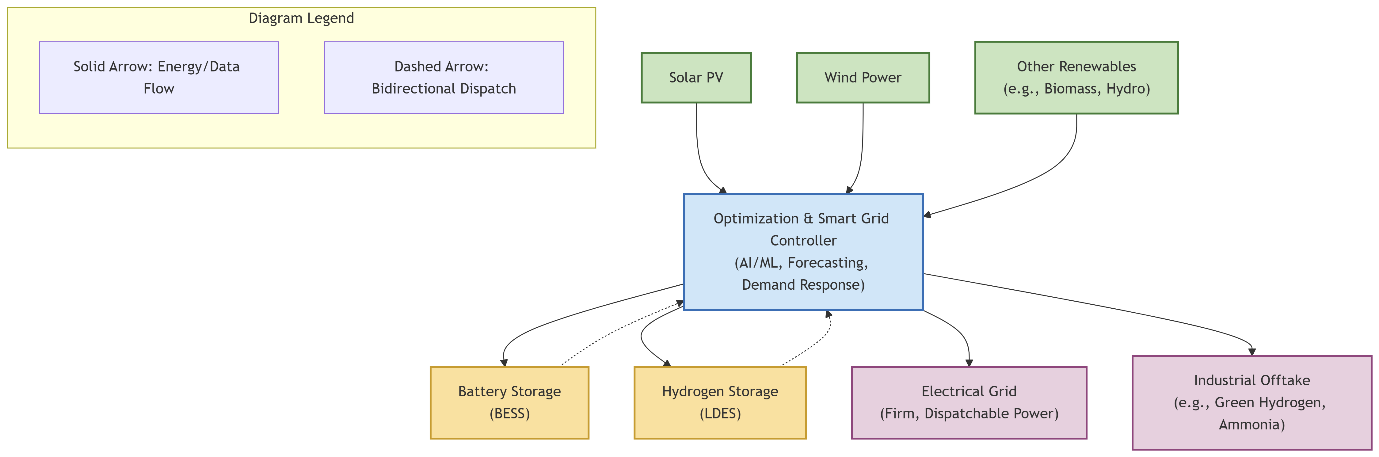 Diagram Legend
Solid Arrow: Energy/Data
Flow
Dashed Arrow:
Bidirectional Dispatch
Solar PV
Wind Power
Other Renewables
(e.g., Biomass, Hydro)
Optimization & Smart Grid
Controller
(AI/ML, Forecasting,
Demand Response)
Battery Storage
(BESS)
Hydrogen Storage
(LDES)
Electrical Grid
(Firm, Dispatchable Power)
Industrial Offtake
(e.g., Green Hydrogen,
Ammonia)